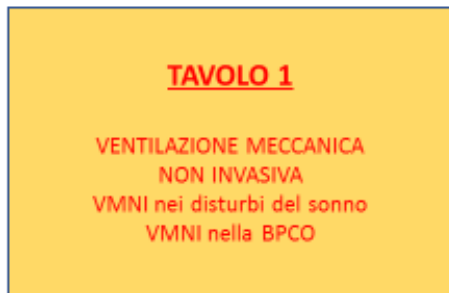 TAVOLO 1
VENTILAZIONE MECCANICA
NON INVASIVA
VMNI nei disturbi del sonno
VMNI nella BPCO